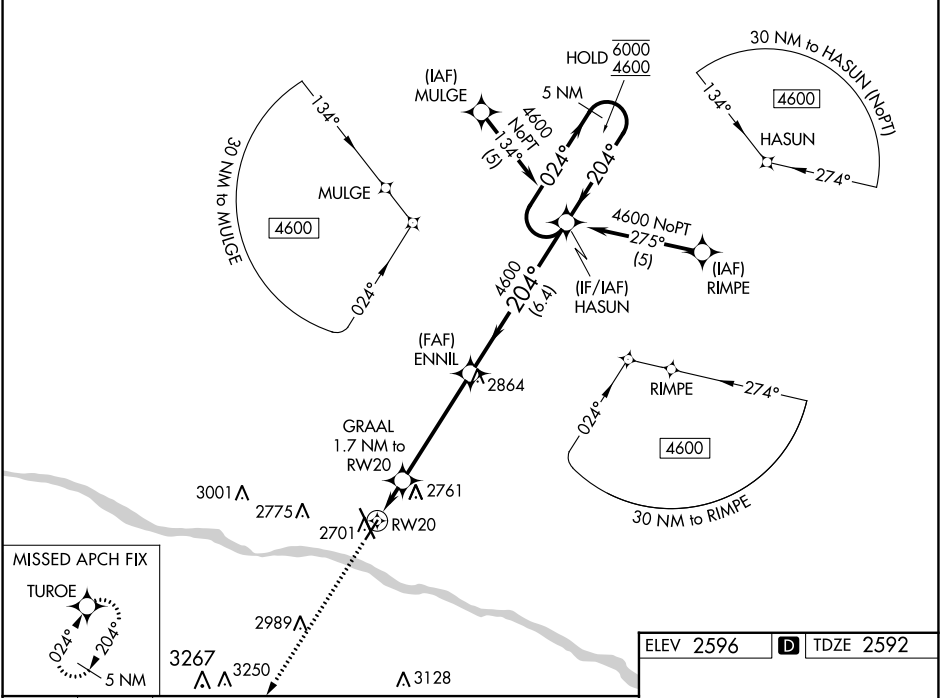 30 NM to HASUN (NoPT)
134°
4600
HASUN
274°
HOLD 6000
4600
5 NM
(IAF)
MULGE
4600
NoPT
134°
(5)
024°
204°
134°
30 NM to MULGE
MULGE
4600
024°
4600 NoPT
275°
(5)
(IAF)
RIMPE
(IF/IAF)
HASUN
4600
204°
(6.4)
(FAF)
ENNIL
2864
RIMPE
274°
024°
4600
30 NM to RIMPE
GRAAL
1.7 NM to
RW20
2761
3001
2775
2701
RW20
MISSED APCH FIX
TUROE
024°
204°
5 NM
2989
3267
3250
3128
ELEV 2596 D TDZE 2592